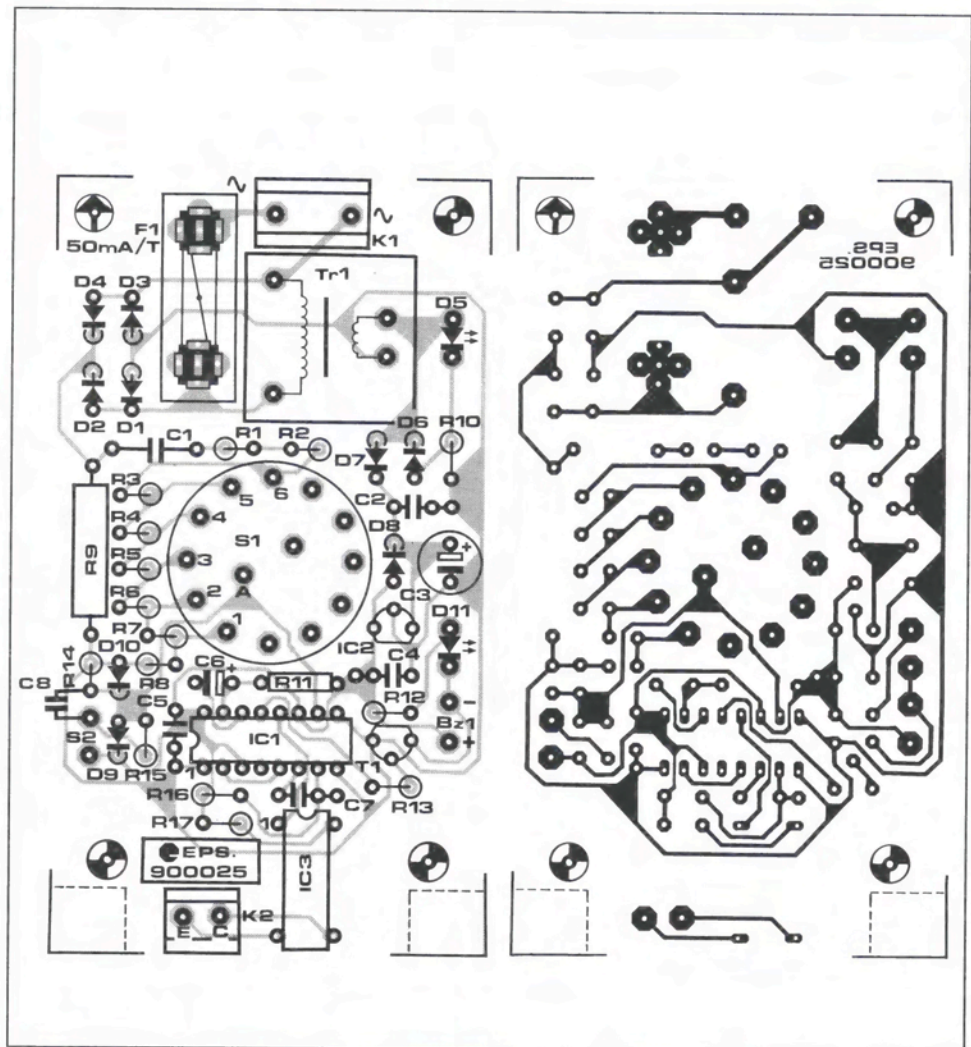 F1
50mA/T
~
~
K1
Tr1
D4
D3
D5
D2
D1
C1
R1
R2
D6
R10
D7
R3
R4
R5
R6
R7
R9
C2
D8
+
S1
1
2
3
4
5
6
A
C3
D11
IC2
C4
D10
R8
R14
C8
C6
+
R11
R12
S2
C5
IC1
1
T1
-
Bz1
+
D9
R15
R16
R17
C7
R13
1
IC3
EPS.
900025
K2
E
C
EPS.
900025